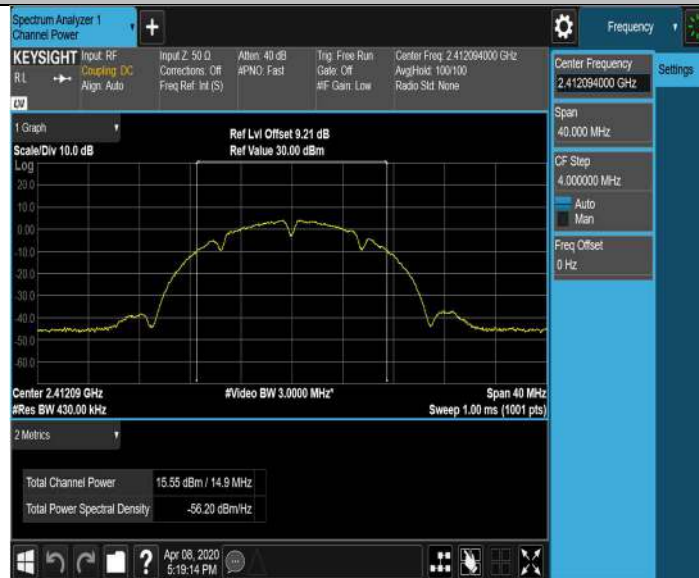 Spectrum Analyzer 1
Channel Power
Frequency
KEYSIGHT
RL
Input: RF
Coupling: DC
Align: Auto
Input Z: 50 Ω
Corrections: Off
Freq Ref: Int (S)
Atten: 40 dB
#PNO: Fast
Trig: Free Run
Gate: Off
#IF Gain: Low
Center Freq: 2.412094000 GHz
Avg|Hold: 100/100
Radio Std: None
Center Frequency
2.412094000 GHz
Settings
Span
40.000 MHz
CF Step
4.000000 MHz
Auto
Man
Freq Offset
0 Hz
1 Graph
Scale/Div 10.0 dB
Ref Lvl Offset 9.21 dB
Ref Value 30.00 dBm
Log
20.0
10.0
0.00
-10.0
-20.0
-30.0
-40.0
-50.0
-60.0
Center 2.41209 GHz
#Video BW 3.0000 MHz*
Span 40 MHz
#Res BW 430.00 kHz
Sweep 1.00 ms (1001 pts)
2 Metrics
Total Channel Power 15.55 dBm / 14.9 MHz
Total Power Spectral Density -56.20 dBm/Hz
Apr 08, 2020
5:19:14 PM